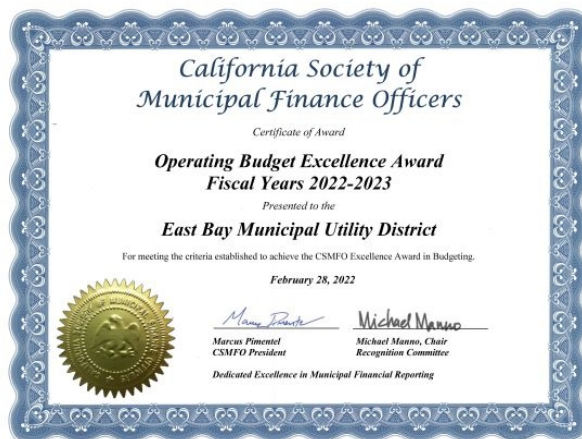 California Society of
Municipal Finance Officers
Certificate of Award
Operating Budget Excellence Award
Fiscal Years 2022-2023
Presented to the
East Bay Municipal Utility District
For meeting the criteria established to achieve the CSMFO Excellence Award in Budgeting.
February 28, 2022
Michael Manno
Marcus Pimentel
CSMFO President
Michael Manno, Chair
Recognition Committee
Dedicated Excellence in Municipal Financial Reporting